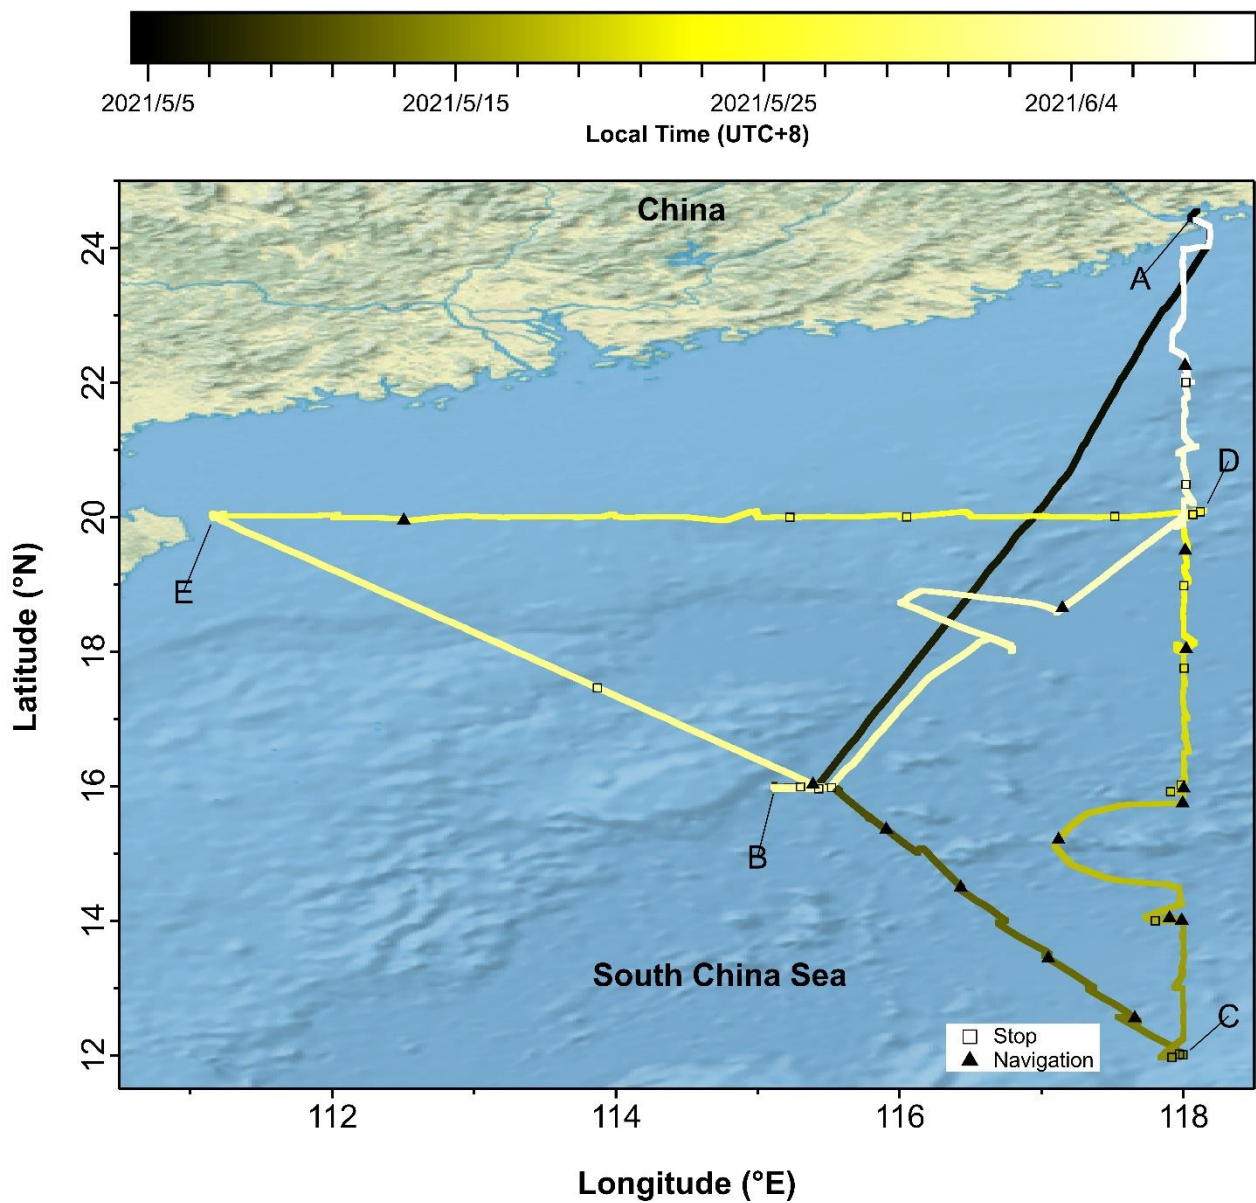 2021/5/5 2021/5/15 2021/5/25 2021/6/4
Local Time (UTC+8)
China
24
A
22
D
20
E
18
Latitude (°N)
16
B
14
South China Sea
C
Stop
Navigation
12
112 114 116 118
Longitude (°E)